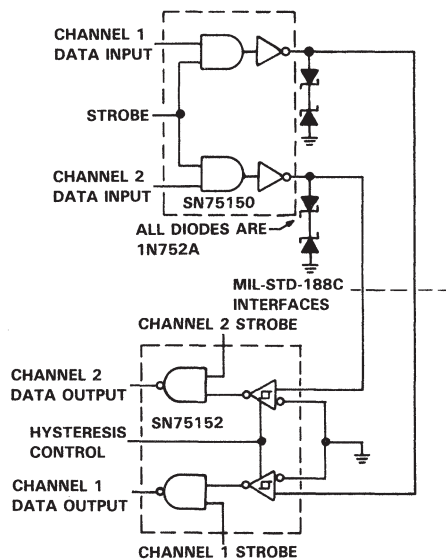 CHANNEL 1
DATA INPUT
STROBE
CHANNEL 2
DATA INPUT
SN75150
ALL DIODES ARE
1N752A
MIL-STD-188C
INTERFACES
CHANNEL 2 STROBE
CHANNEL 2
DATA OUTPUT
SN75152
HYSTERESIS
CONTROL
CHANNEL 1
DATA OUTPUT
CHANNEL 1 STROBE